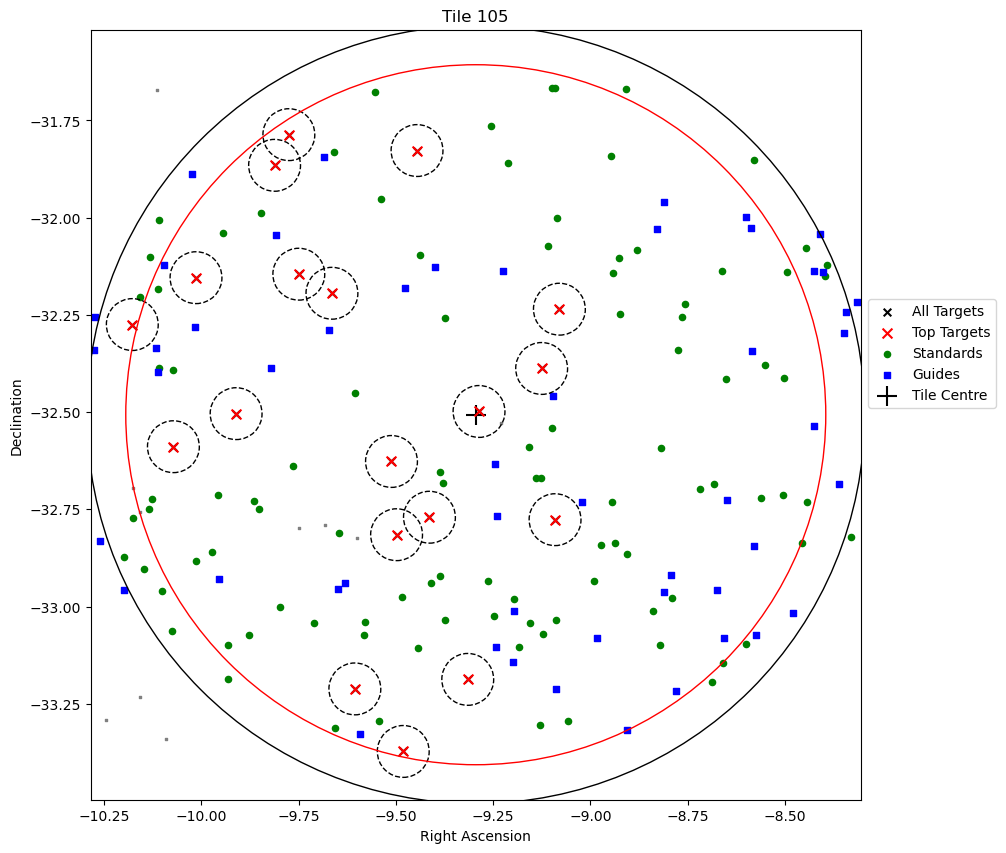 Tile 105
Declination
−31.75
−32.00
−32.25
−32.50
−32.75
−33.00
−33.25
−10.25 −10.00 −9.75 −9.50 −9.25 −9.00 −8.75 −8.50
Right Ascension
All Targets
Top Targets
Standards
Guides
Tile Centre